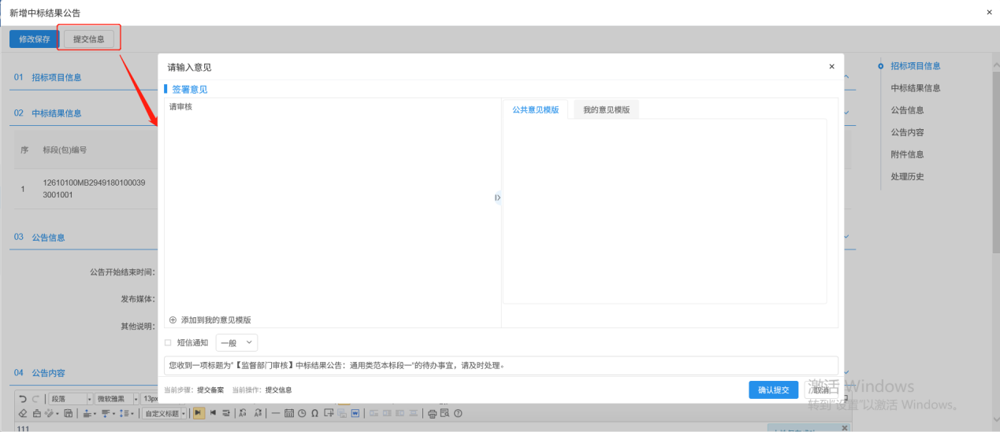 新增中标结果公告
×
修改保存 提交信息
请输入意见 ×
签署意见
请审核
公共意见模版 我的意见模版
添加到我的意见模版
短信通知 一般
您收到一项标题为“【监督部门审核】中标结果公告：通用类范本标段一”的待办事宜，请及时处理。
当前步骤：提交备案 当前操作：提交信息
确认提交 取消
01 招标项目信息
02 中标结果信息
序 标段(包)编号
1 12610100MB2949180100039
3001001
03 公告信息
公告开始结束时间：
发布媒体：
其他说明：
04 公告内容
段落 微软雅黑 13px
自定义标题
111
招标项目信息
中标结果信息
公告信息
公告内容
附件信息
处理历史
激活 Windows
转到“设置”以激活 Windows。